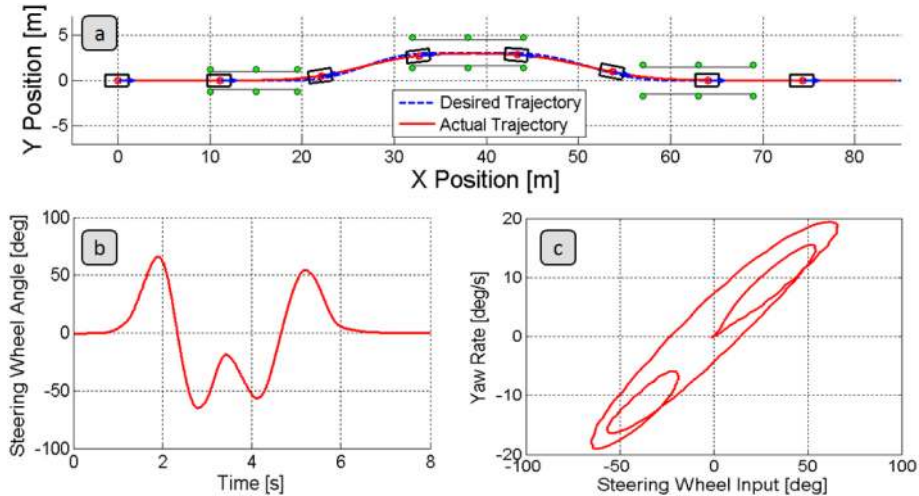 a
Y Position [m]
5
0
-5
Desired Trajectory
Actual Trajectory
0 10 20 30 40 50 60 70 80
X Position [m]
b
Steering Wheel Angle [deg]
100
50
0
-50
-100
0 2 4 6 8
Time [s]
c
Yaw Rate [deg/s]
20
10
0
-10
-20
-100 -50 0 50 100
Steering Wheel Input [deg]